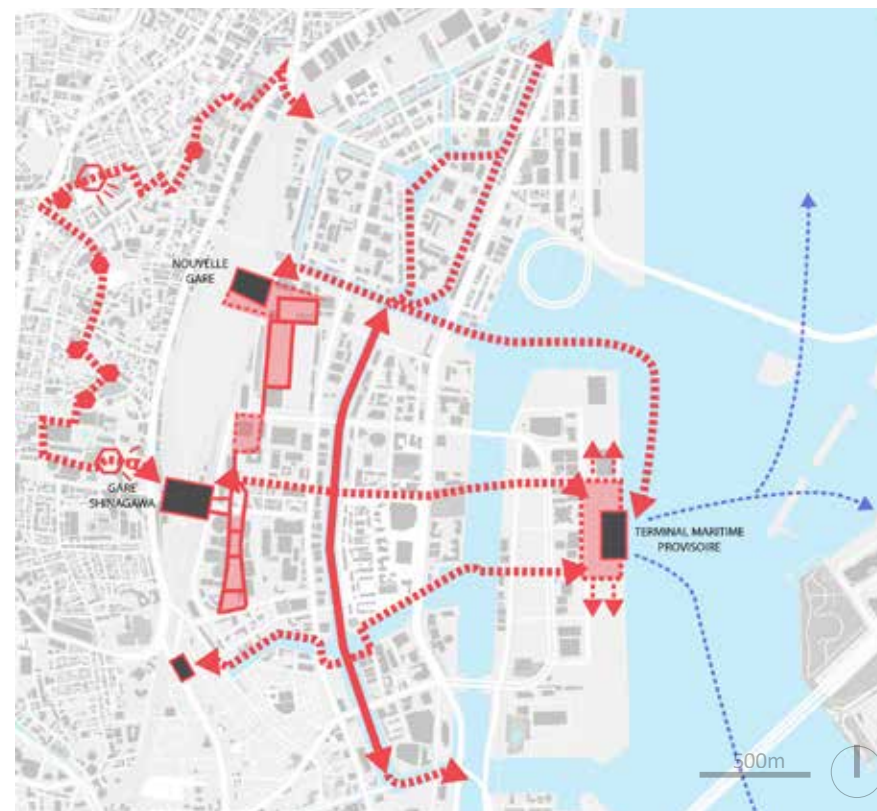 NOUVELLE
GARE
GARE
SHINAGAWA
TERMINAL MARITIME
PROVISOIRE
500m